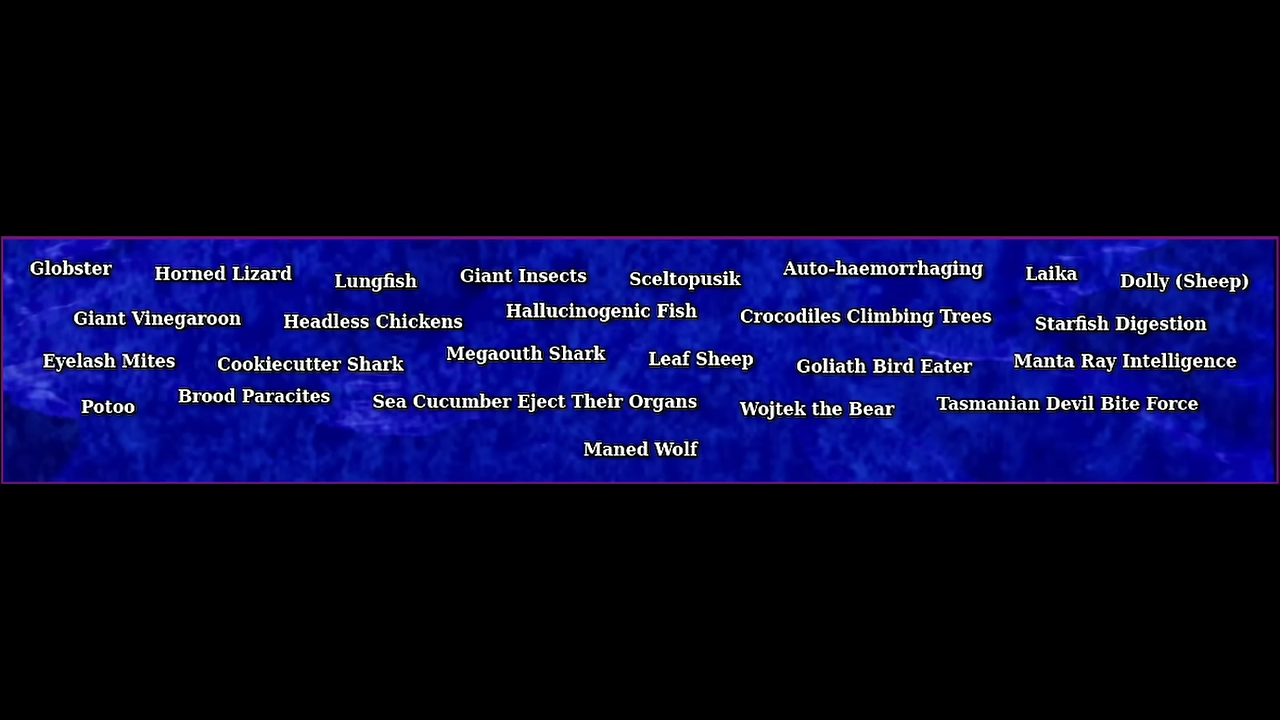 Globster Horned Lizard Lungfish Giant Insects Sceltopusik Auto-haemorrhaging Laika Dolly (Sheep)
Giant Vinegaroon Headless Chickens Hallucinogenic Fish Crocodiles Climbing Trees Starfish Digestion
Eyelash Mites Cookiecutter Shark Megaouth Shark Leaf Sheep Goliath Bird Eater Manta Ray Intelligence
Potoo Brood Paracites Sea Cucumber Eject Their Organs Wojtek the Bear Tasmanian Devil Bite Force
Maned Wolf